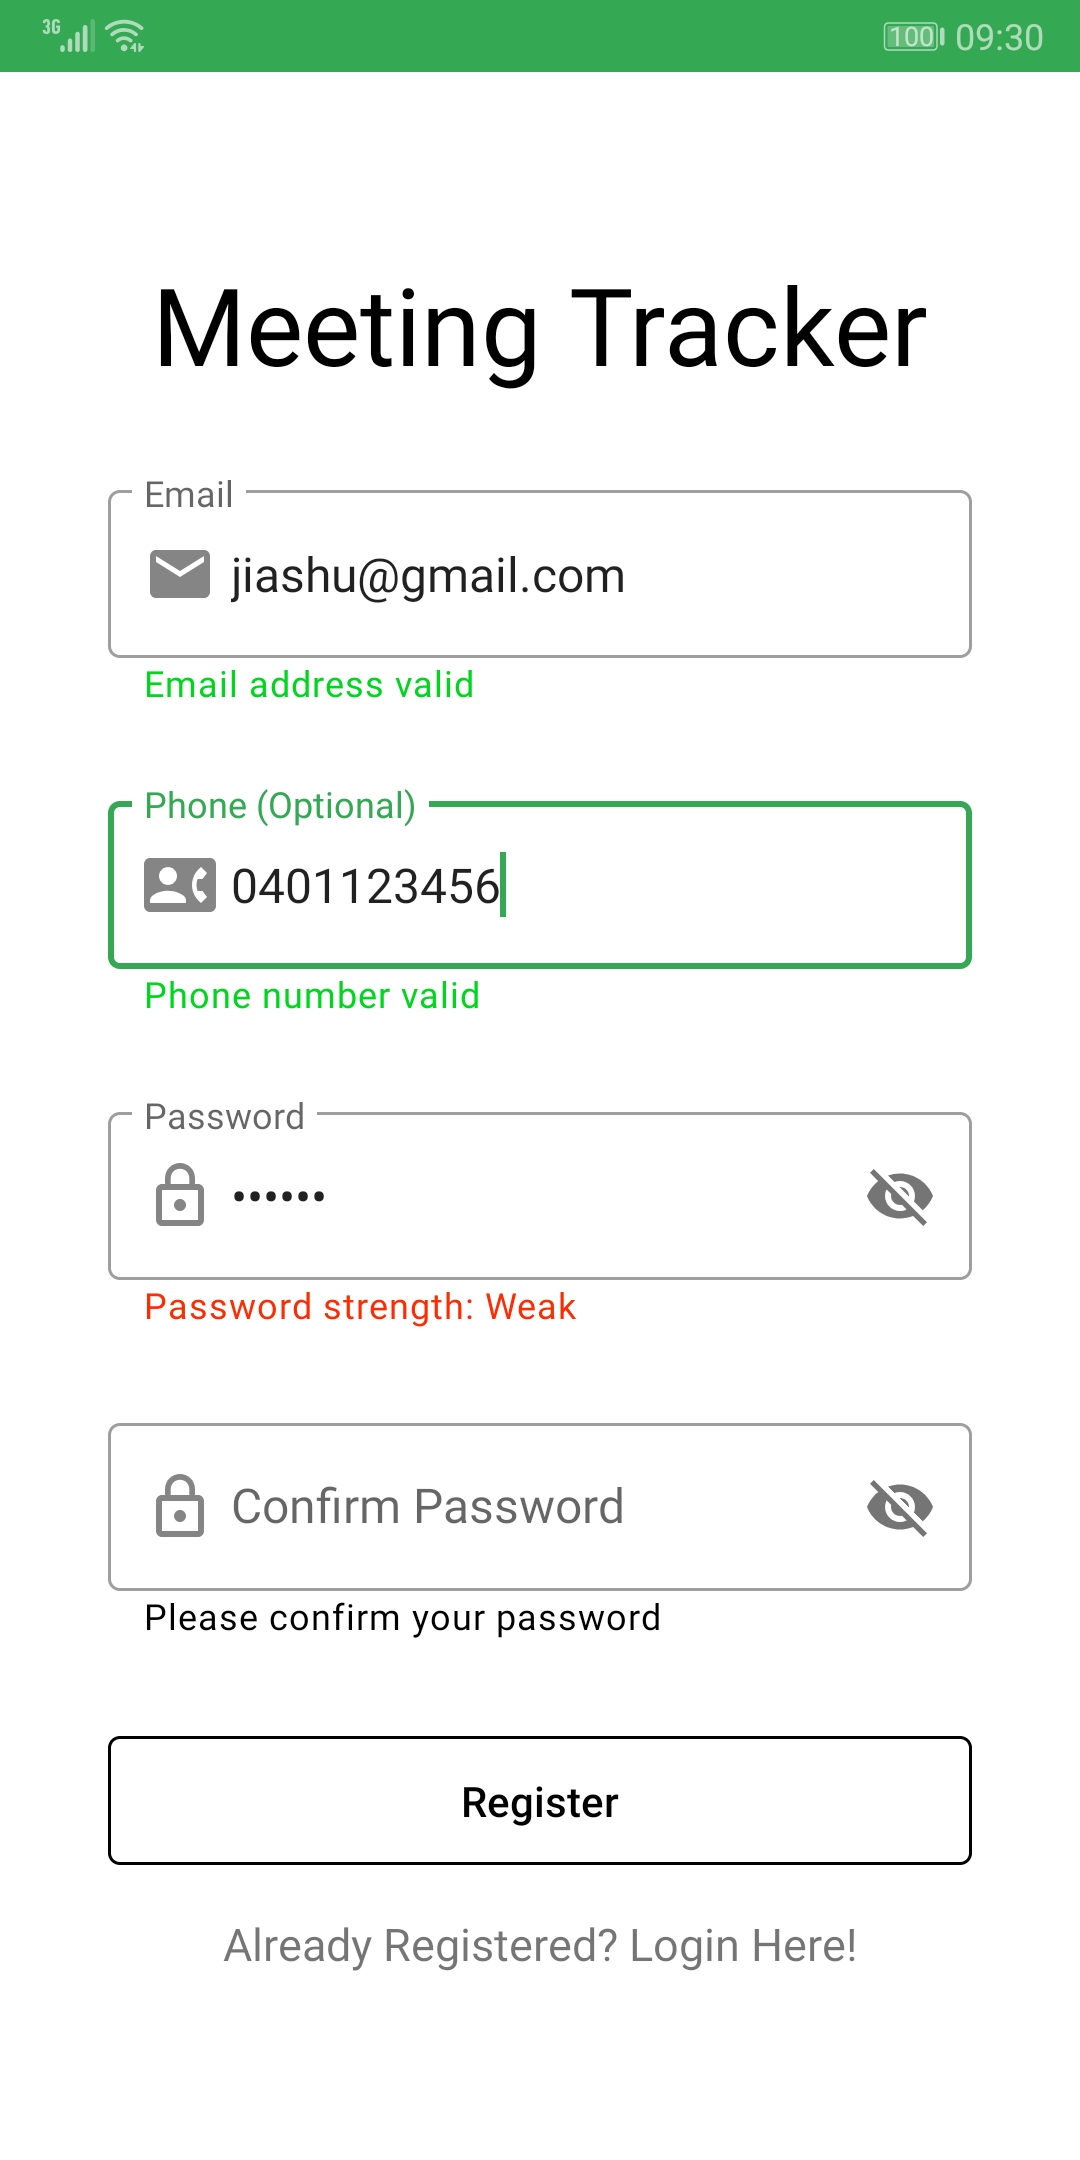 3G 100 09:30
Meeting Tracker
Email
jiashu@gmail.com
Email address valid
Phone (Optional)
0401123456
Phone number valid
Password
••••••
Password strength: Weak
Confirm Password
Please confirm your password
Register
Already Registered? Login Here!